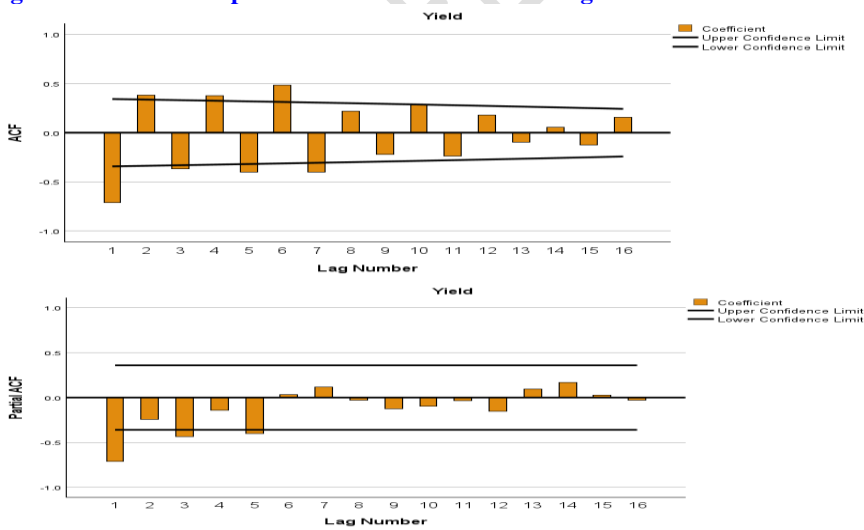 Yield
Coefficient
Upper Confidence Limit
Lower Confidence Limit
1.0
0.5
0.0
-0.5
-1.0
ACF
1 2 3 4 5 6 7 8 9 10 11 12 13 14 15 16
Lag Number
Yield
Coefficient
Upper Confidence Limit
Lower Confidence Limit
1.0
0.5
0.0
-0.5
-1.0
Partial ACF
1 2 3 4 5 6 7 8 9 10 11 12 13 14 15 16
Lag Number